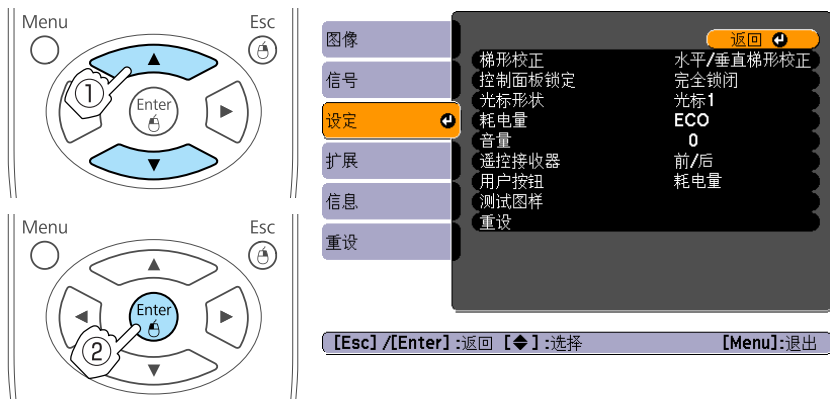 Menu
Esc
Enter
1
Menu
Esc
Enter
2
图像
信号
设定
扩展
信息
重设
返回
梯形校正 水平/垂直梯形校正
控制面板锁定 完全锁闭
光标形状 光标1
耗电量 ECO
音量 0
遥控接收器 前/后
用户按钮 耗电量
测试图样
重设
[Esc] /[Enter] :返回 [◆] :选择 [Menu]:退出